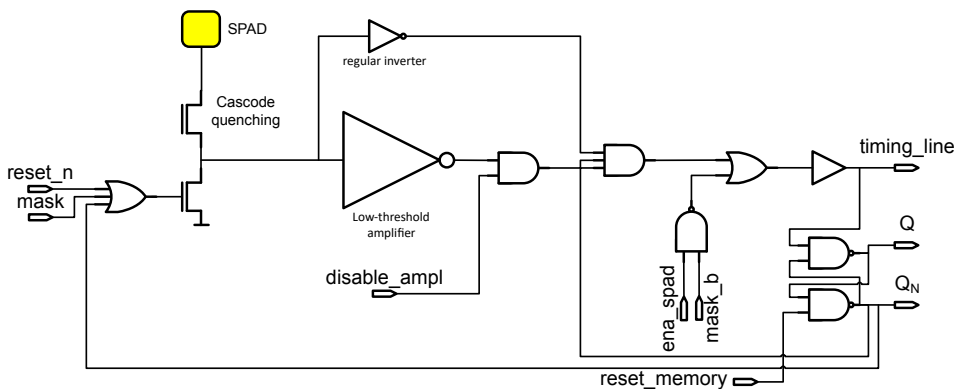 SPAD
regular inverter
Cascode
quenching
timing_line
reset_n
mask
Low-threshold
amplifier
Q
disable_ampl
ena_spad
mask_b
QN
reset_memory